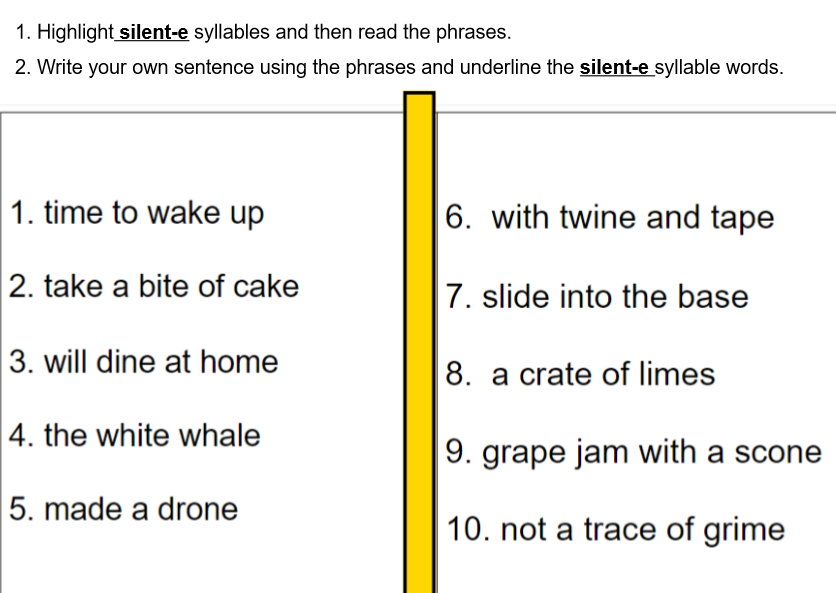 1. Highlight silent-e syllables and then read the phrases.
2. Write your own sentence using the phrases and underline the silent-e syllable words.
1. time to wake up
2. take a bite of cake
3. will dine at home
4. the white whale
5. made a drone
6. with twine and tape
7. slide into the base
8. a crate of limes
9. grape jam with a scone
10. not a trace of grime